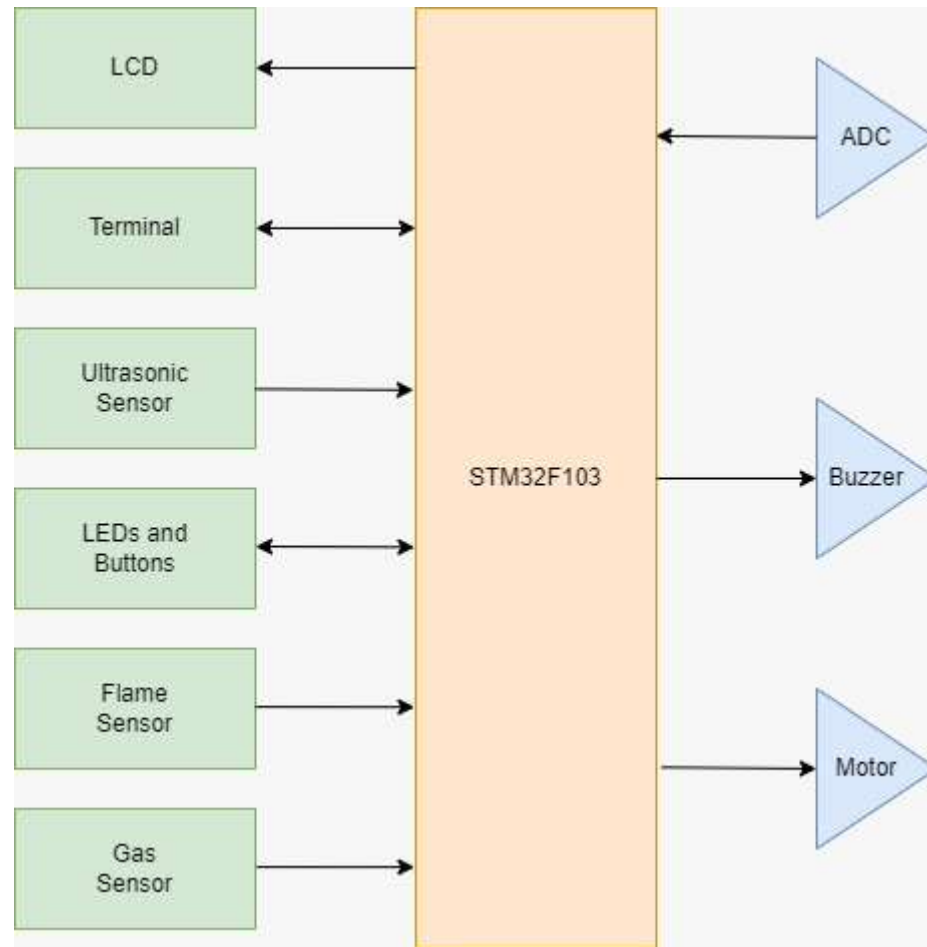 LCD
Terminal
Ultrasonic
Sensor
LEDs and
Buttons
Flame
Sensor
Gas
Sensor
STM32F103
ADC
Buzzer
Motor